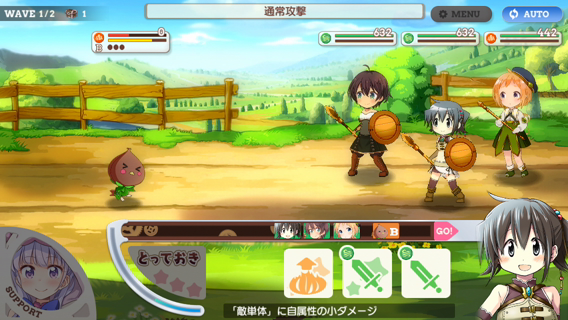 WAVE 1/2 1
通常攻撃
MENU
AUTO
0
B
632
632
442
B GO!
とっておき
SUPPORT
「敵単体」に自属性の小ダメージ